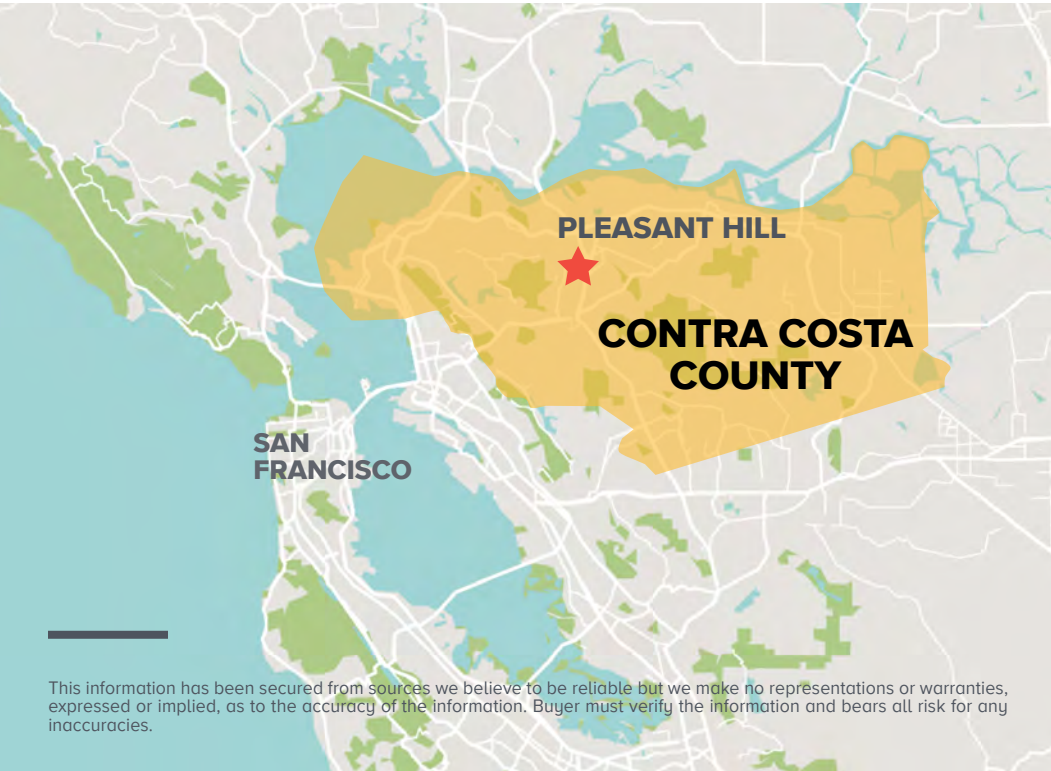 PLEASANT HILL
CONTRA COSTA
COUNTY
SAN
FRANCISCO
This information has been secured from sources we believe to be reliable but we make no representations or warranties,
expressed or implied, as to the accuracy of the information. Buyer must verify the information and bears all risk for any
inaccuracies.